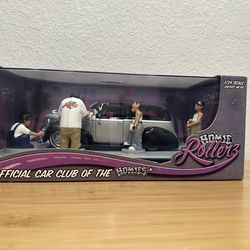 1/24 SCALE
HOMIE
Rollerz
OFFICIAL CAR CLUB OF THE HOMIES